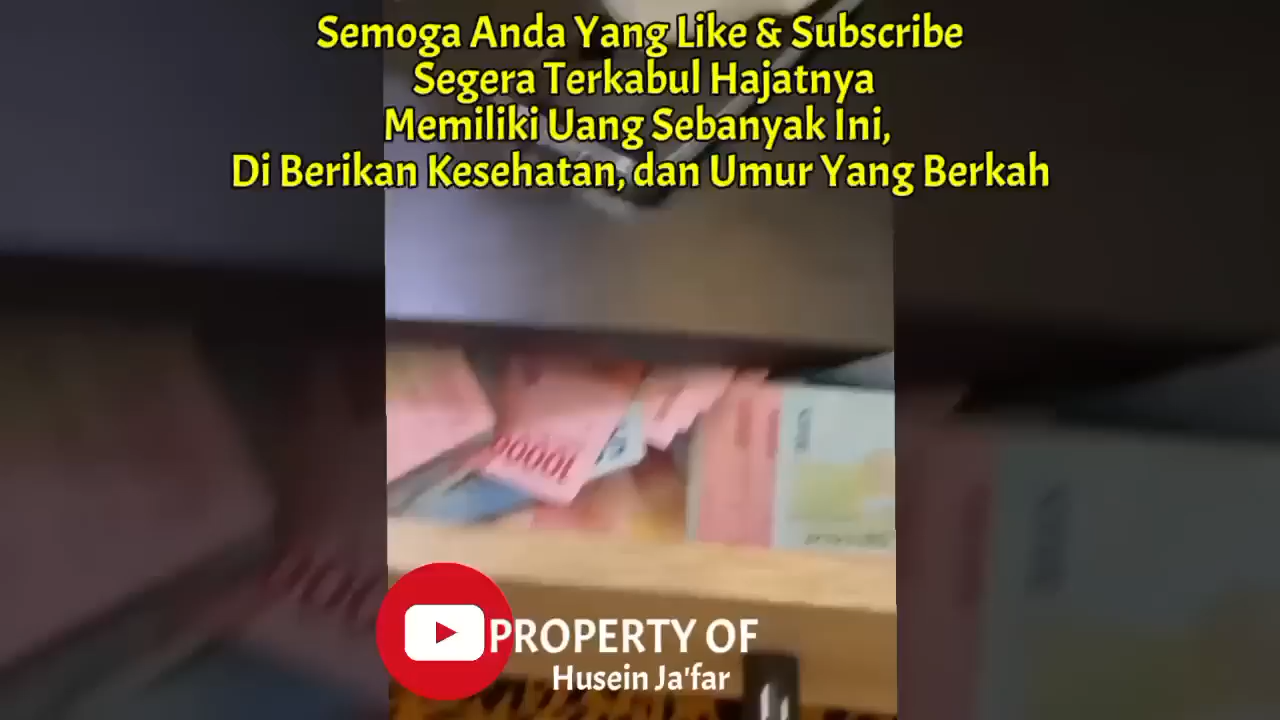 Semoga Anda Yang Like & Subscribe
Segera Terkabul Hajatnya
Memiliki Uang Sebanyak Ini,
Di Berikan Kesehatan, dan Umur Yang Berkah
PROPERTY OF
Husein Ja'far